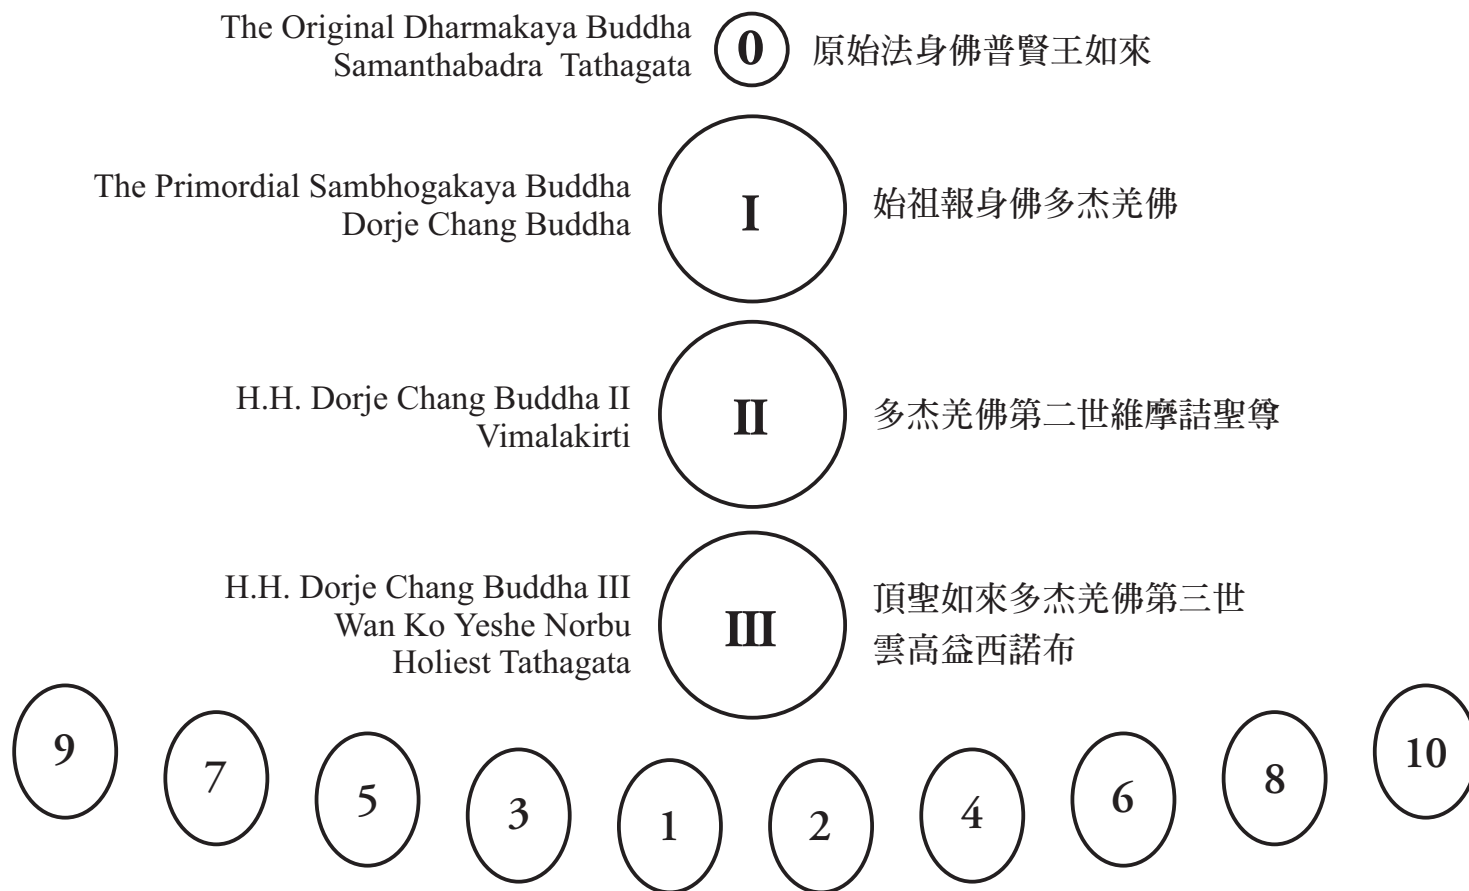 The Original Dharmakaya Buddha
Samanthabadra Tathagata
0
原始法身佛普賢王如來
The Primordial Sambhogakaya Buddha
Dorje Chang Buddha
I
始祖報身佛多杰羌佛
H.H. Dorje Chang Buddha II
Vimalakirti
II
多杰羌佛第二世維摩詰聖尊
H.H. Dorje Chang Buddha III
Wan Ko Yeshe Norbu
Holiest Tathagata
III
頂聖如來多杰羌佛第三世
雲高益西諾布
9
7
5
3
1
2
4
6
8
10